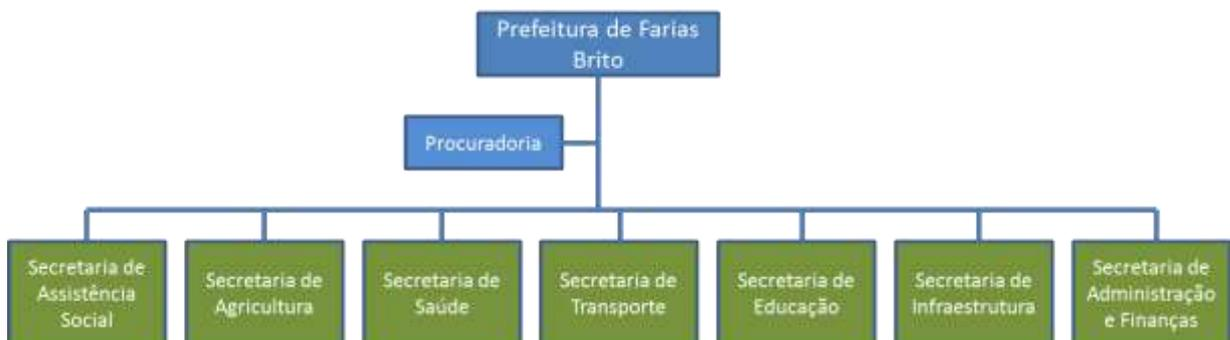 Prefeitura de Farias
Brito
Procuradoria
Secretaria de
Assistência
Social
Secretaria de
Agricultura
Secretaria de
Saúde
Secretaria de
Transporte
Secretaria de
Educação
Secretaria de
Infraestrutura
Secretaria de
Administração
e Finanças